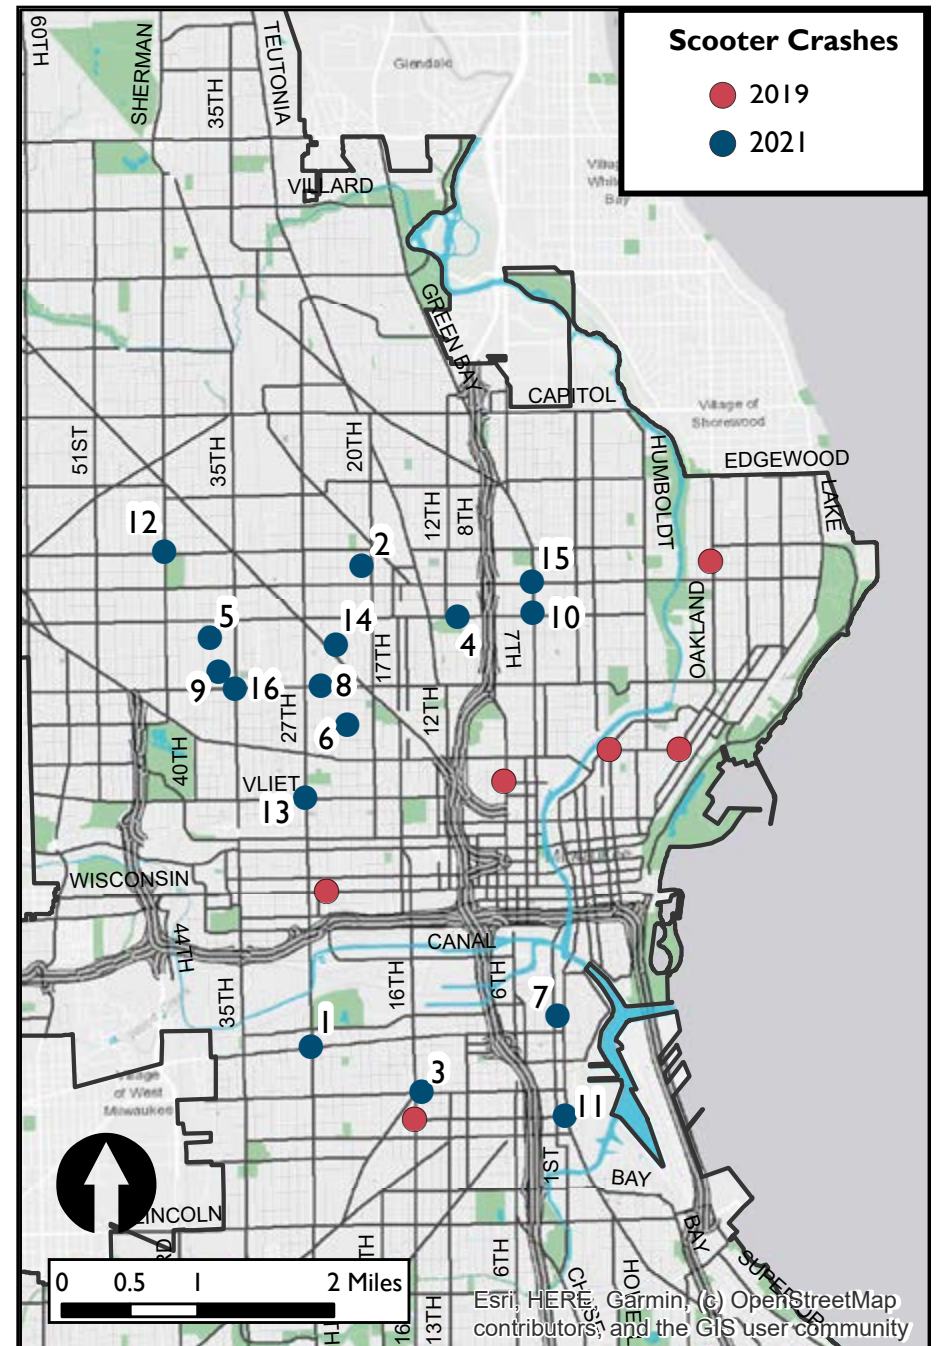 Scooter Crashes
2019
2021
60TH
SHERMAN
35TH
TEUTONIA
Glendale
VILLARD
Bay
GREEN BAY
CAPITOL
Village of
Shorewood
51ST
35TH
20TH
12TH
8TH
HUMBOLDT
EDGEWOOD
LAKE
12
2
15
10
5
14
4
17TH
7TH
OAKLAND
9
16
8
27TH
12TH
6
40TH
VLIET
13
WISCONSIN
44TH
CANAL
35TH
16TH
6TH
7
1
3
11
Village
of West
Milwaukee
1ST
BAY
LINCOLN
BAY
6TH
SUPERIOR
CHASE
13TH
0 0.5 1 2 Miles
Esri, HERE, Garmin, (c) OpenStreetMap
contributors, and the GIS user community